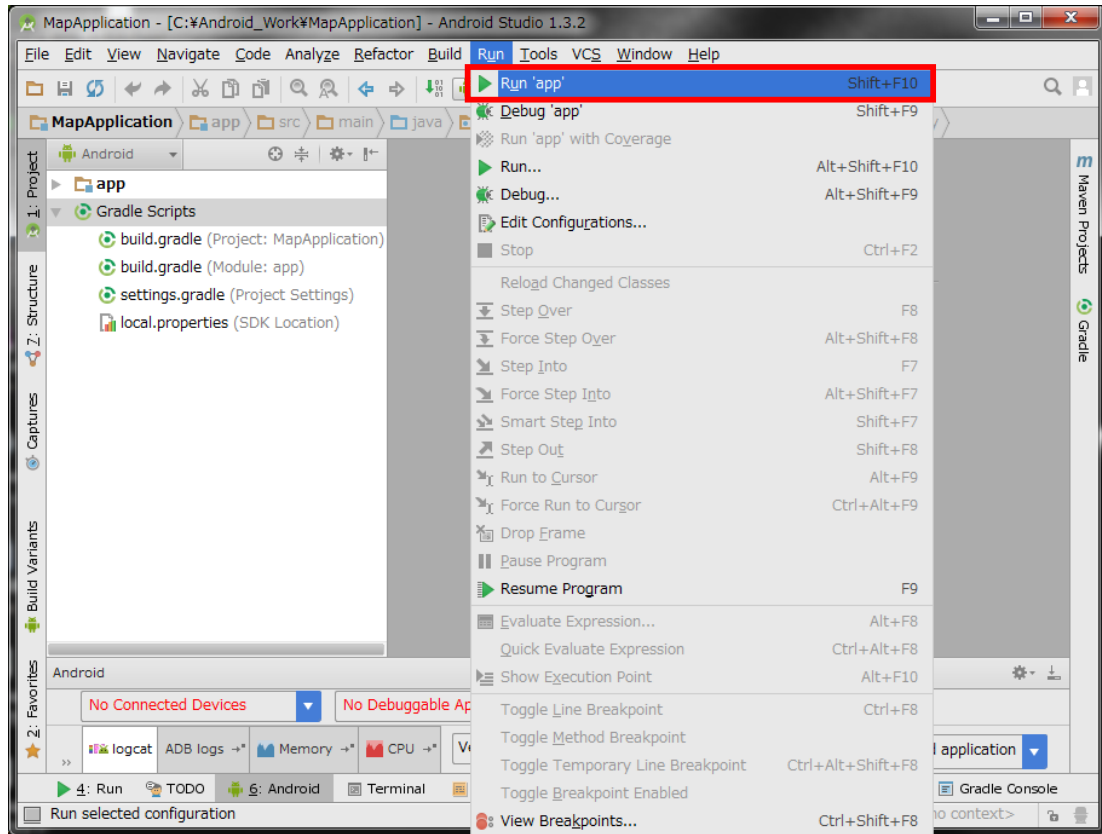 MapApplication - [C:¥Android_Work¥MapApplication] - Android Studio 1.3.2
File Edit View Navigate Code Analyze Refactor Build Run Tools VCS Window Help
MapApplication app src main java
Android
app
Gradle Scripts
build.gradle (Project: MapApplication)
build.gradle (Module: app)
settings.gradle (Project Settings)
local.properties (SDK Location)
1: Project
7: Structure
Captures
Build Variants
2: Favorites
Run 'app' Shift+F10
Debug 'app' Shift+F9
Run 'app' with Coverage
Run... Alt+Shift+F10
Debug... Alt+Shift+F9
Edit Configurations...
Stop Ctrl+F2
Reload Changed Classes
Step Over F8
Force Step Over Alt+Shift+F8
Step Into F7
Force Step Into Alt+Shift+F7
Smart Step Into Shift+F7
Step Out Shift+F8
Run to Cursor Alt+F9
Force Run to Cursor Ctrl+Alt+F9
Drop Frame
Pause Program
Resume Program F9
Evaluate Expression... Alt+F8
Quick Evaluate Expression Ctrl+Alt+F8
Show Execution Point Alt+F10
Toggle Line Breakpoint Ctrl+F8
Toggle Method Breakpoint
Toggle Temporary Line Breakpoint Ctrl+Alt+Shift+F8
Toggle Breakpoint Enabled
View Breakpoints... Ctrl+Shift+F8
Maven Projects
Gradle
Android
No Connected Devices No Debuggable Ap
logcat ADB logs Memory CPU Ve
d application
4: Run TODO 6: Android Terminal Gradle Console
Run selected configuration no context>